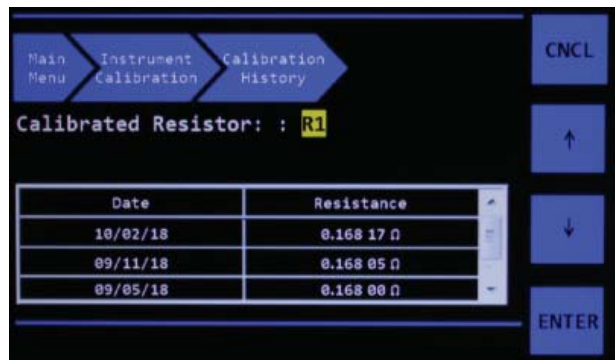 Main Menu
Instrument Calibration
Calibration History
CNCL
Calibrated Resistor: : R1
↑
Date Resistance
10/02/18 0.168 17 Ω
09/11/18 0.168 05 Ω
09/05/18 0.168 00 Ω
↓
ENTER